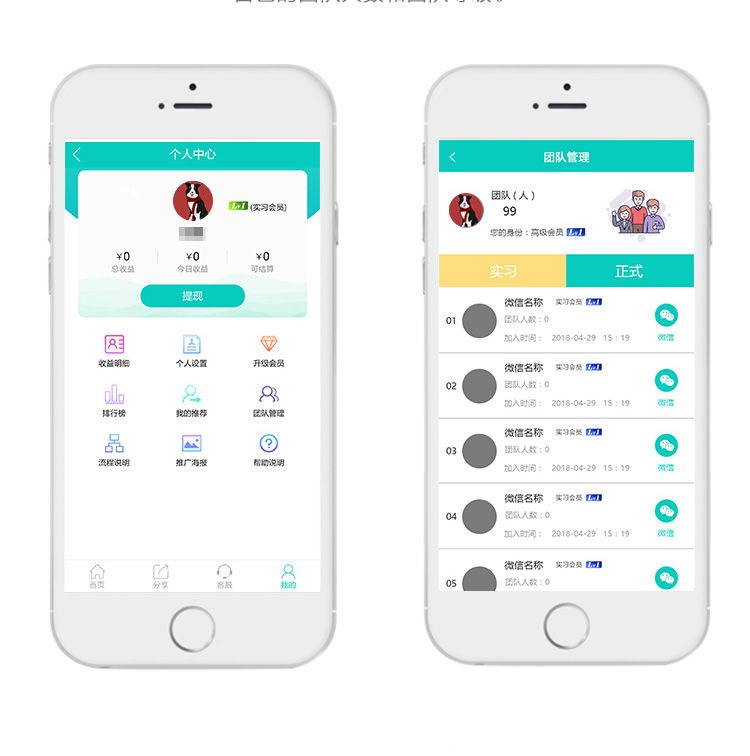 个人中心
Lv1 (实习会员)
¥0 ¥0 ¥0
总收益 今日收益 可结算
提现
收益明细 个人设置 升级会员
排行榜 我的推荐 团队管理
流程说明 推广海报 帮助说明
首页 分享 客服 我的
团队管理
团队 ( 人 )
99
您的身份：高级会员 Lv1
实习 正式
01
微信名称 实习会员 Lv1
团队人数：0
加入时间： 2018-04-29 15：19
微信
02
微信名称 实习会员 Lv1
团队人数：0
加入时间： 2018-04-29 15：19
微信
03
微信名称 实习会员 Lv1
团队人数：0
加入时间： 2018-04-29 15：19
微信
04
微信名称 实习会员 Lv1
团队人数：0
加入时间： 2018-04-29 15：19
微信
05
微信名称 实习会员 Lv1
团队人数：0